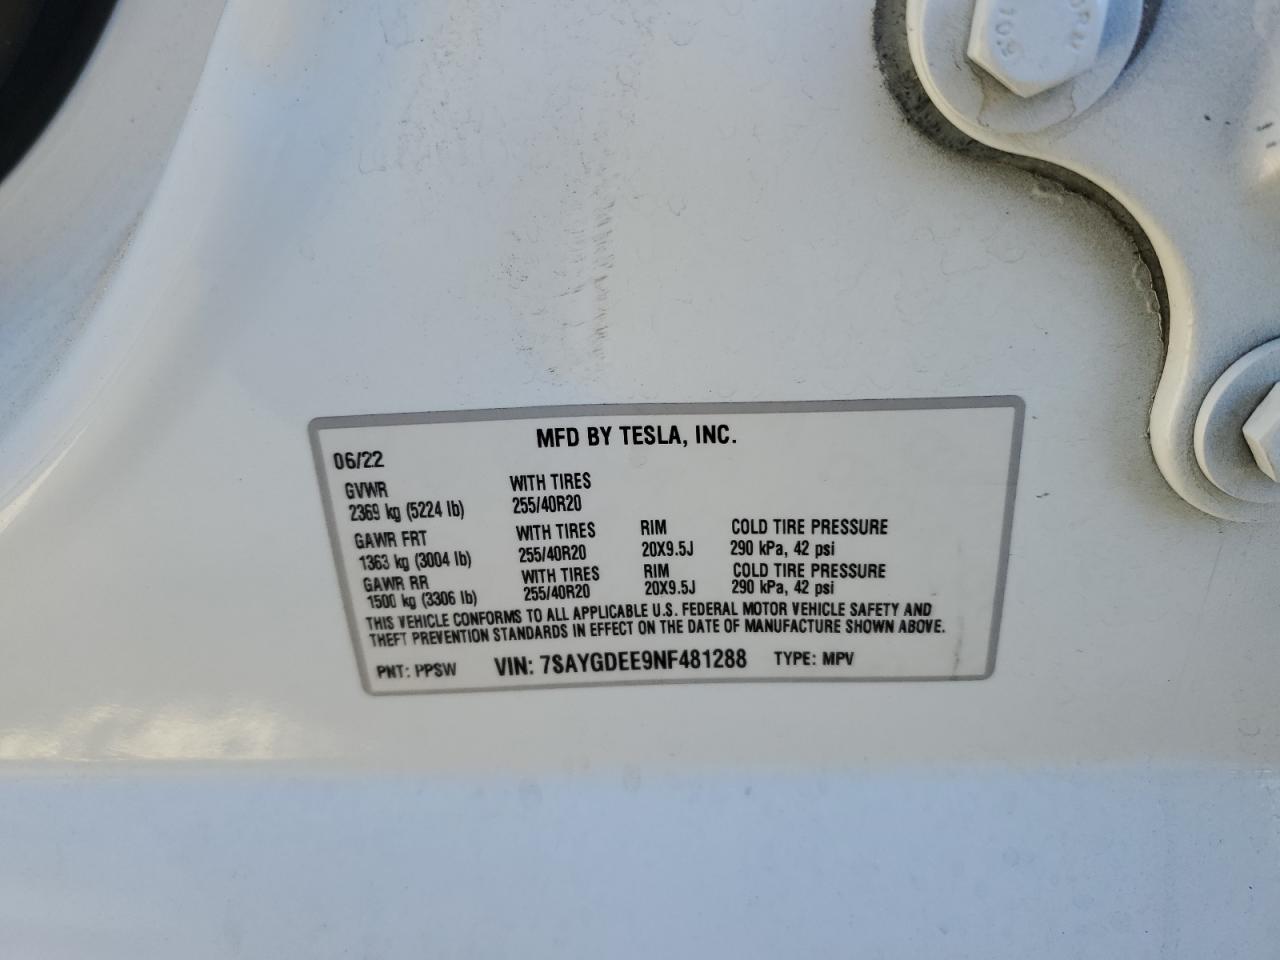 MFD BY TESLA, INC.
06/22
GVWR WITH TIRES
2369 kg (5224 lb) 255/40R20
GAWR FRT WITH TIRES RIM COLD TIRE PRESSURE
1363 kg (3004 lb) 255/40R20 20X9.5J 290 kPa, 42 psi
GAWR RR WITH TIRES RIM COLD TIRE PRESSURE
1500 kg (3306 lb) 255/40R20 20X9.5J 290 kPa, 42 psi
THIS VEHICLE CONFORMS TO ALL APPLICABLE U.S. FEDERAL MOTOR VEHICLE SAFETY AND
THEFT PREVENTION STANDARDS IN EFFECT ON THE DATE OF MANUFACTURE SHOWN ABOVE.
PNT: PPSW VIN: 7SAYGDEE9NF481288 TYPE: MPV
10.9